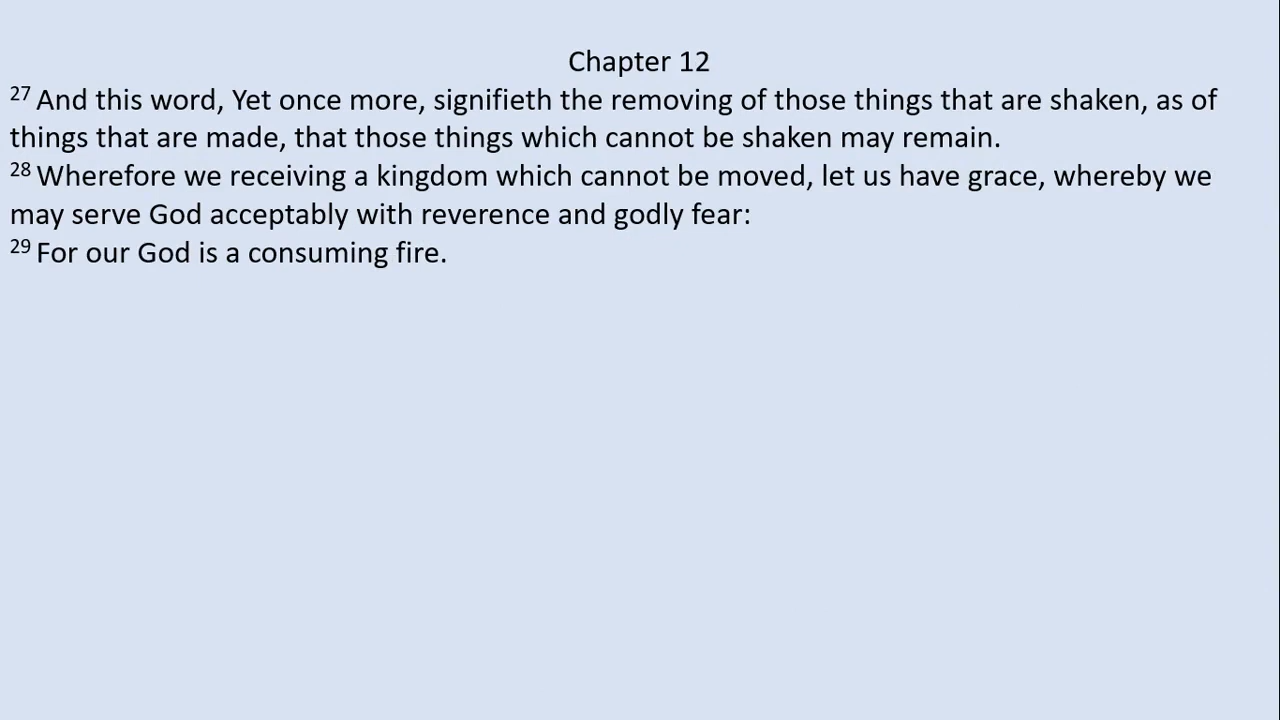 Chapter 12
27 And this word, Yet once more, signifieth the removing of those things that are shaken, as of
things that are made, that those things which cannot be shaken may remain.
28 Wherefore we receiving a kingdom which cannot be moved, let us have grace, whereby we
may serve God acceptably with reverence and godly fear:
29 For our God is a consuming fire.